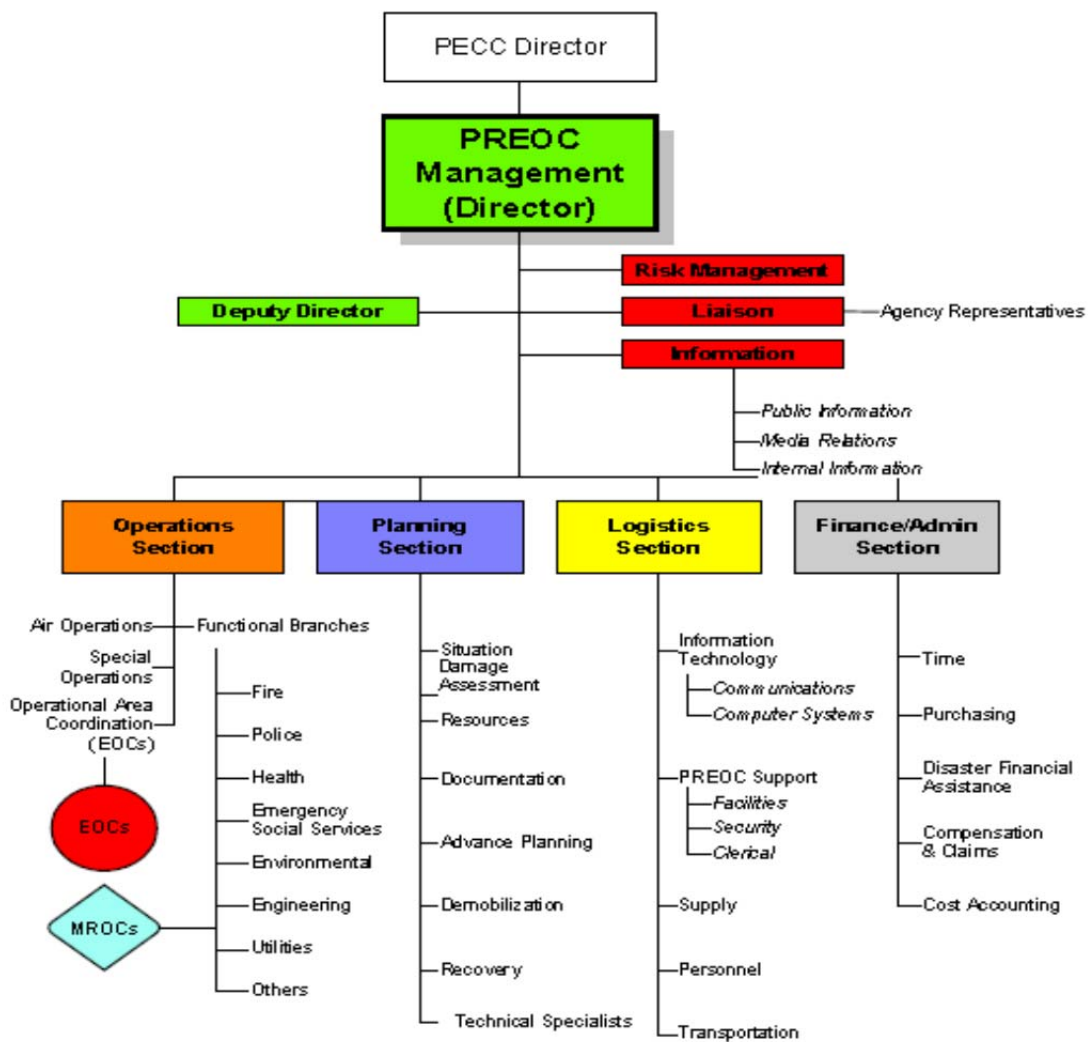 PECC Director
PREOC
Management
(Director)
Risk Management
Deputy Director
Liaison
Agency Representatives
Information
Public Information
Media Relations
Internal Information
Operations
Section
Planning
Section
Logistics
Section
Finance/Admin
Section
Air Operations
Functional Branches
Special
Operations
Operational Area
Coordination
(EOCs)
EOCs
MROCs
Fire
Police
Health
Emergency
Social Services
Environmental
Engineering
Utilities
Others
Situation
Damage
Assessment
Resources
Documentation
Advance Planning
Demobilization
Recovery
Technical Specialists
Information
Technology
Communications
Computer Systems
PREOC Support
Facilities
Security
Clerical
Supply
Personnel
Transportation
Time
Purchasing
Disaster Financial
Assistance
Compensation
& Claims
Cost Accounting